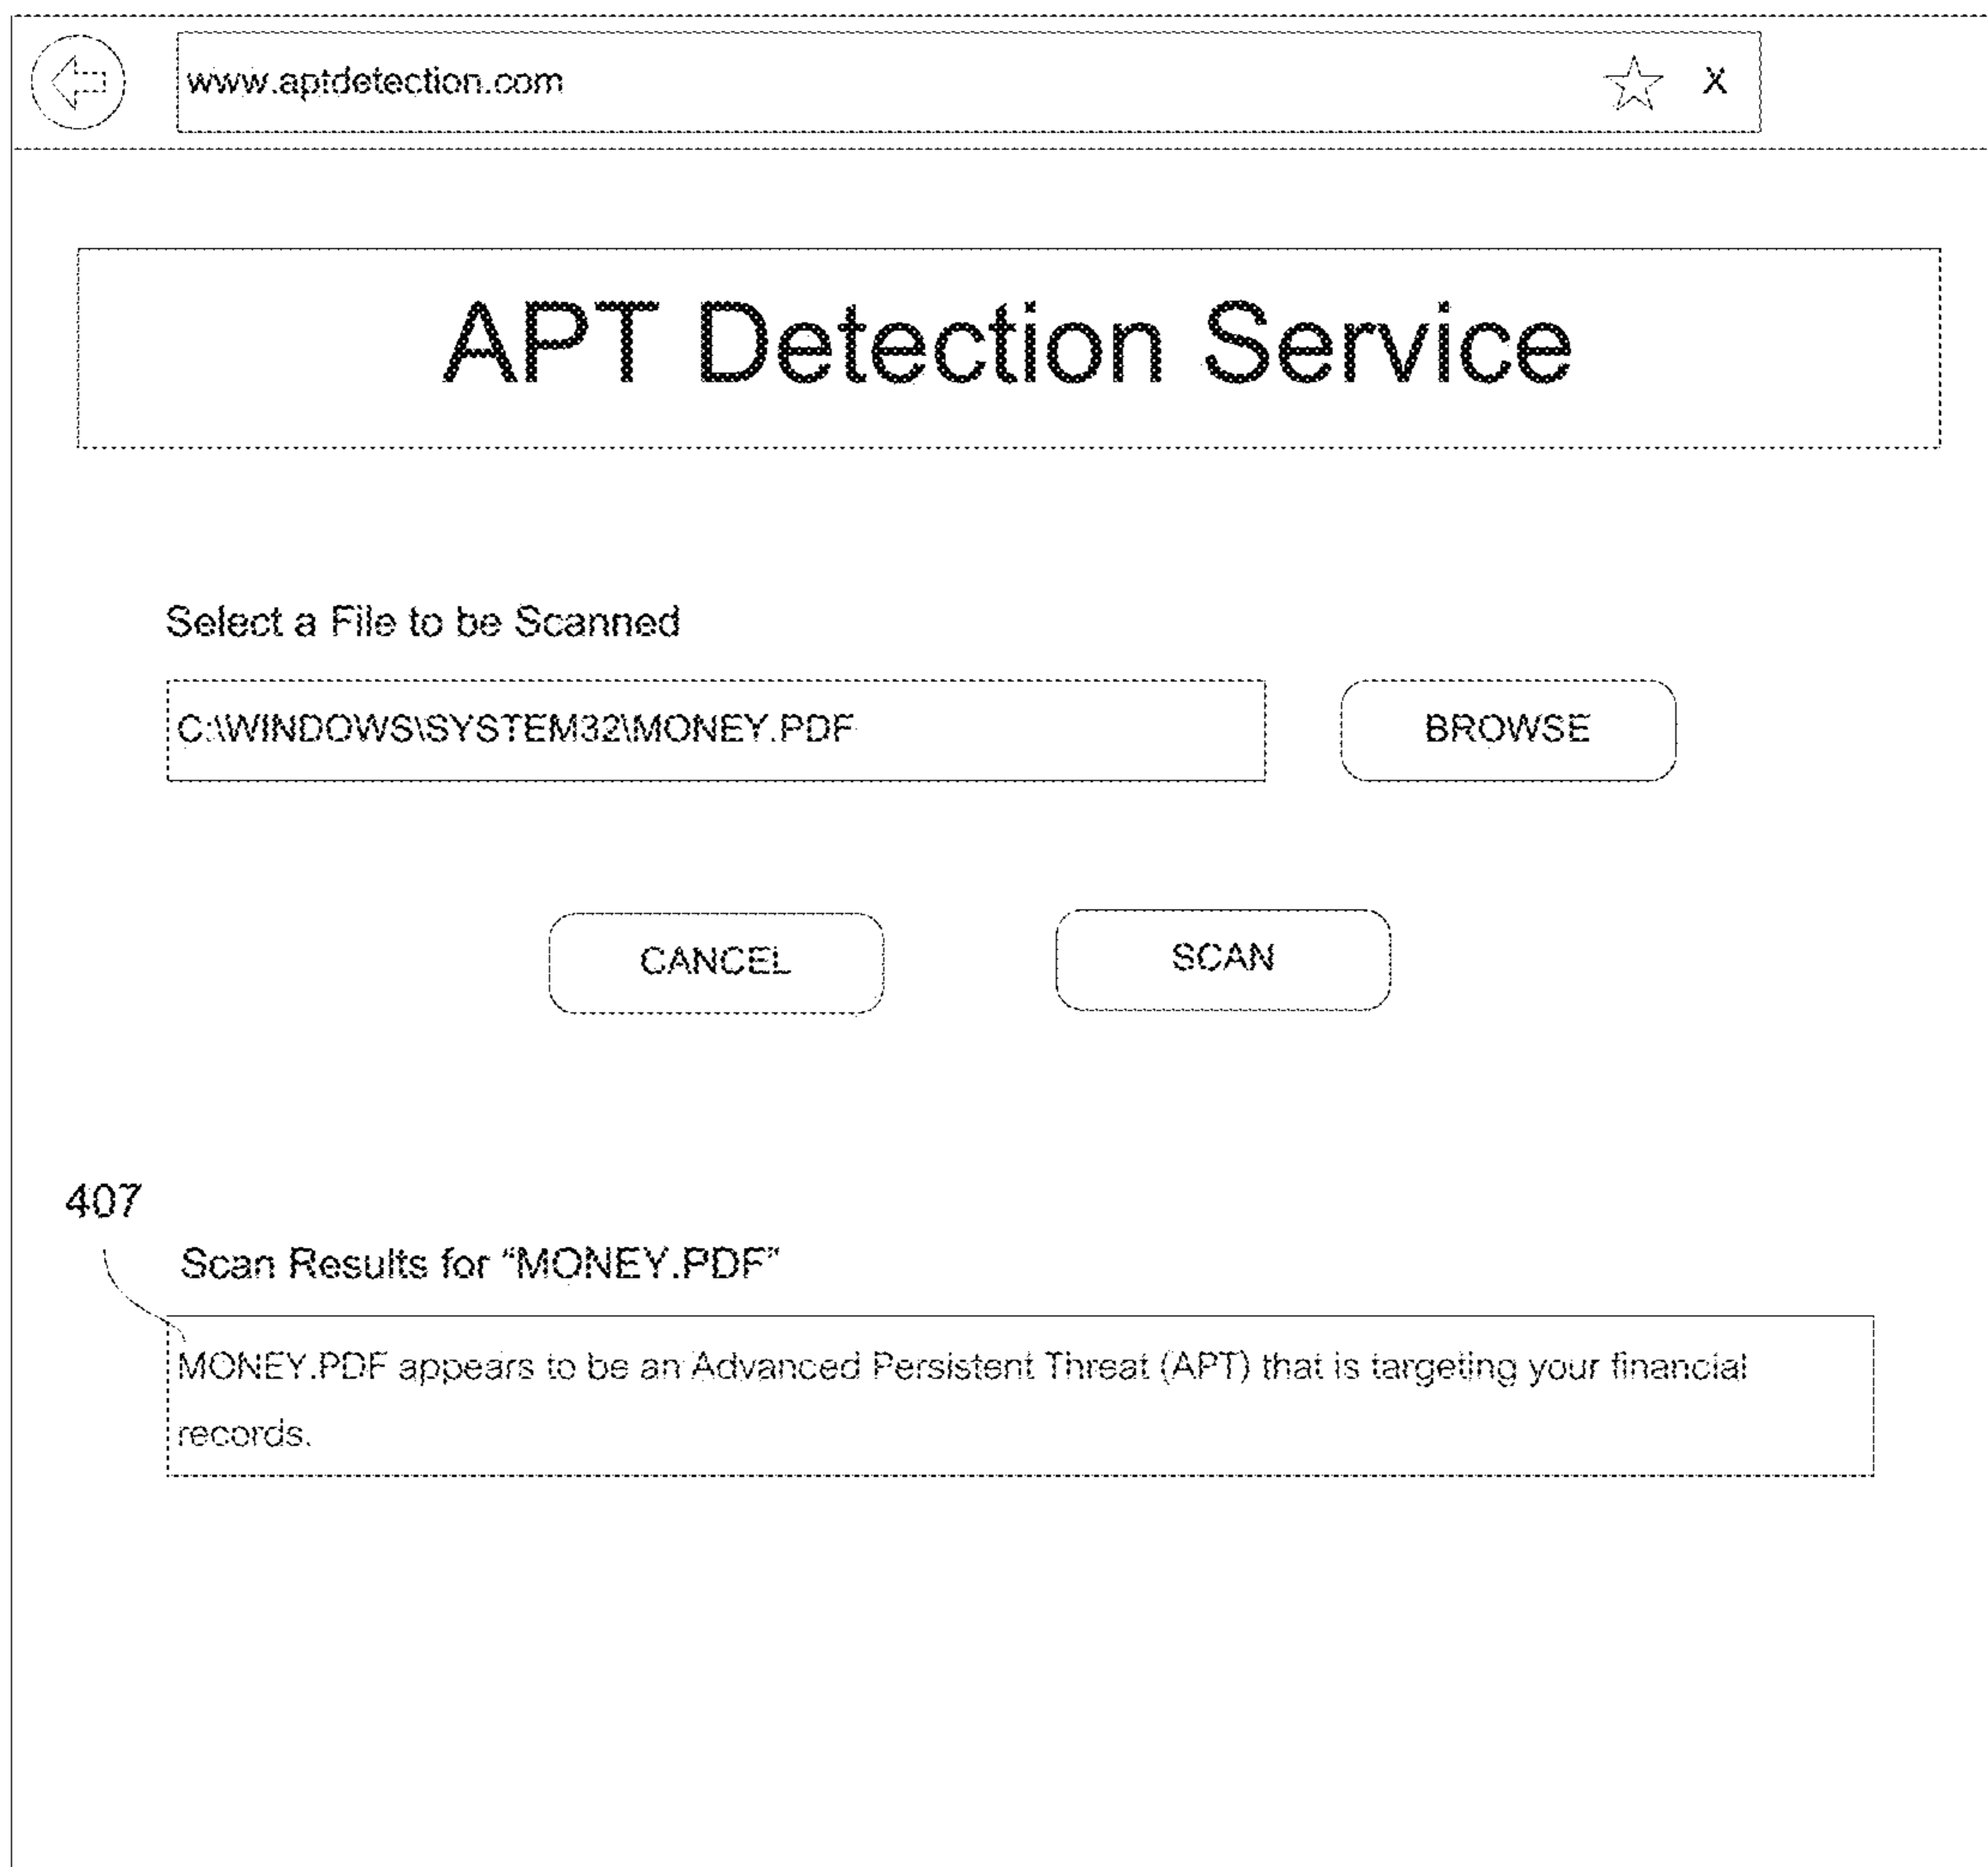 www.aptdetection.com X
APT Detection Service
Select a File to be Scanned
C:\WINDOWS\SYSTEM32\MONEY.PDF BROWSE
CANCEL SCAN
407
Scan Results for “MONEY.PDF”
MONEY.PDF appears to be an Advanced Persistent Threat (APT) that is targeting your financial
records.